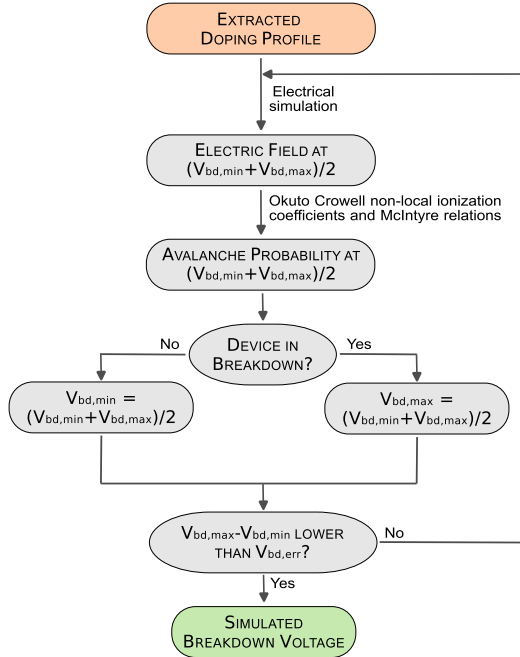 EXTRACTED
DOPING PROFILE
Electrical
simulation
ELECTRIC FIELD AT
(Vbd,min+Vbd,max)/2
Okuto Crowell non-local ionization
coefficients and McIntyre relations
AVALANCHE PROBABILITY AT
(Vbd,min+Vbd,max)/2
DEVICE IN
BREAKDOWN?
No
Yes
Vbd,min =
(Vbd,min+Vbd,max)/2
Vbd,max =
(Vbd,min+Vbd,max)/2
Vbd,max-Vbd,min LOWER
THAN Vbd,err?
No
Yes
SIMULATED
BREAKDOWN VOLTAGE